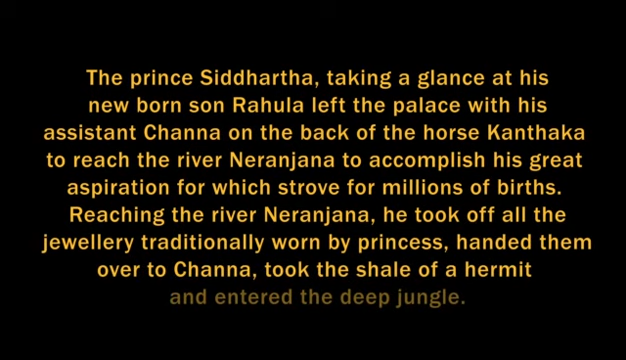 The prince Siddhartha, taking a glance at his
new born son Rahula left the palace with his
assistant Channa on the back of the horse Kanthaka
to reach the river Neranjana to accomplish his great
aspiration for which strove for millions of births.
Reaching the river Neranjana, he took off all the
jewellery traditionally worn by princess, handed them
over to Channa, took the shale of a hermit
and entered the deep jungle.